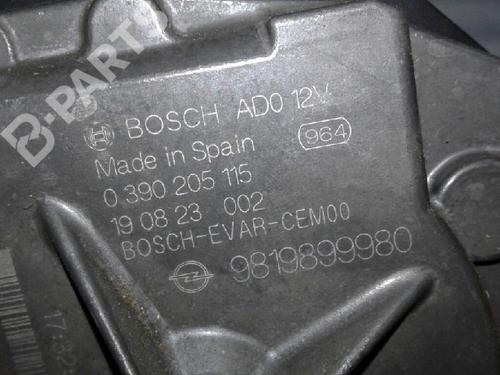 B-PARTS
BOSCH AD0 12V
Made in Spain
964
0 390 205 115
19 08 23 002
BOSCH-EVAR-CEM00
9819899980